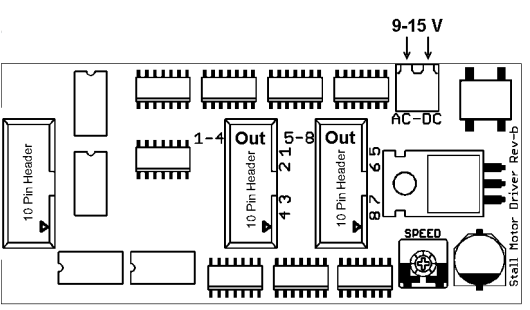 9-15 V
AC-DC
1-4
Out
5-8
Out
1
2
3
4
5
6
7
8
10 Pin Header
10 Pin Header
10 Pin Header
SPEED
Stall Motor Driver Rev-b